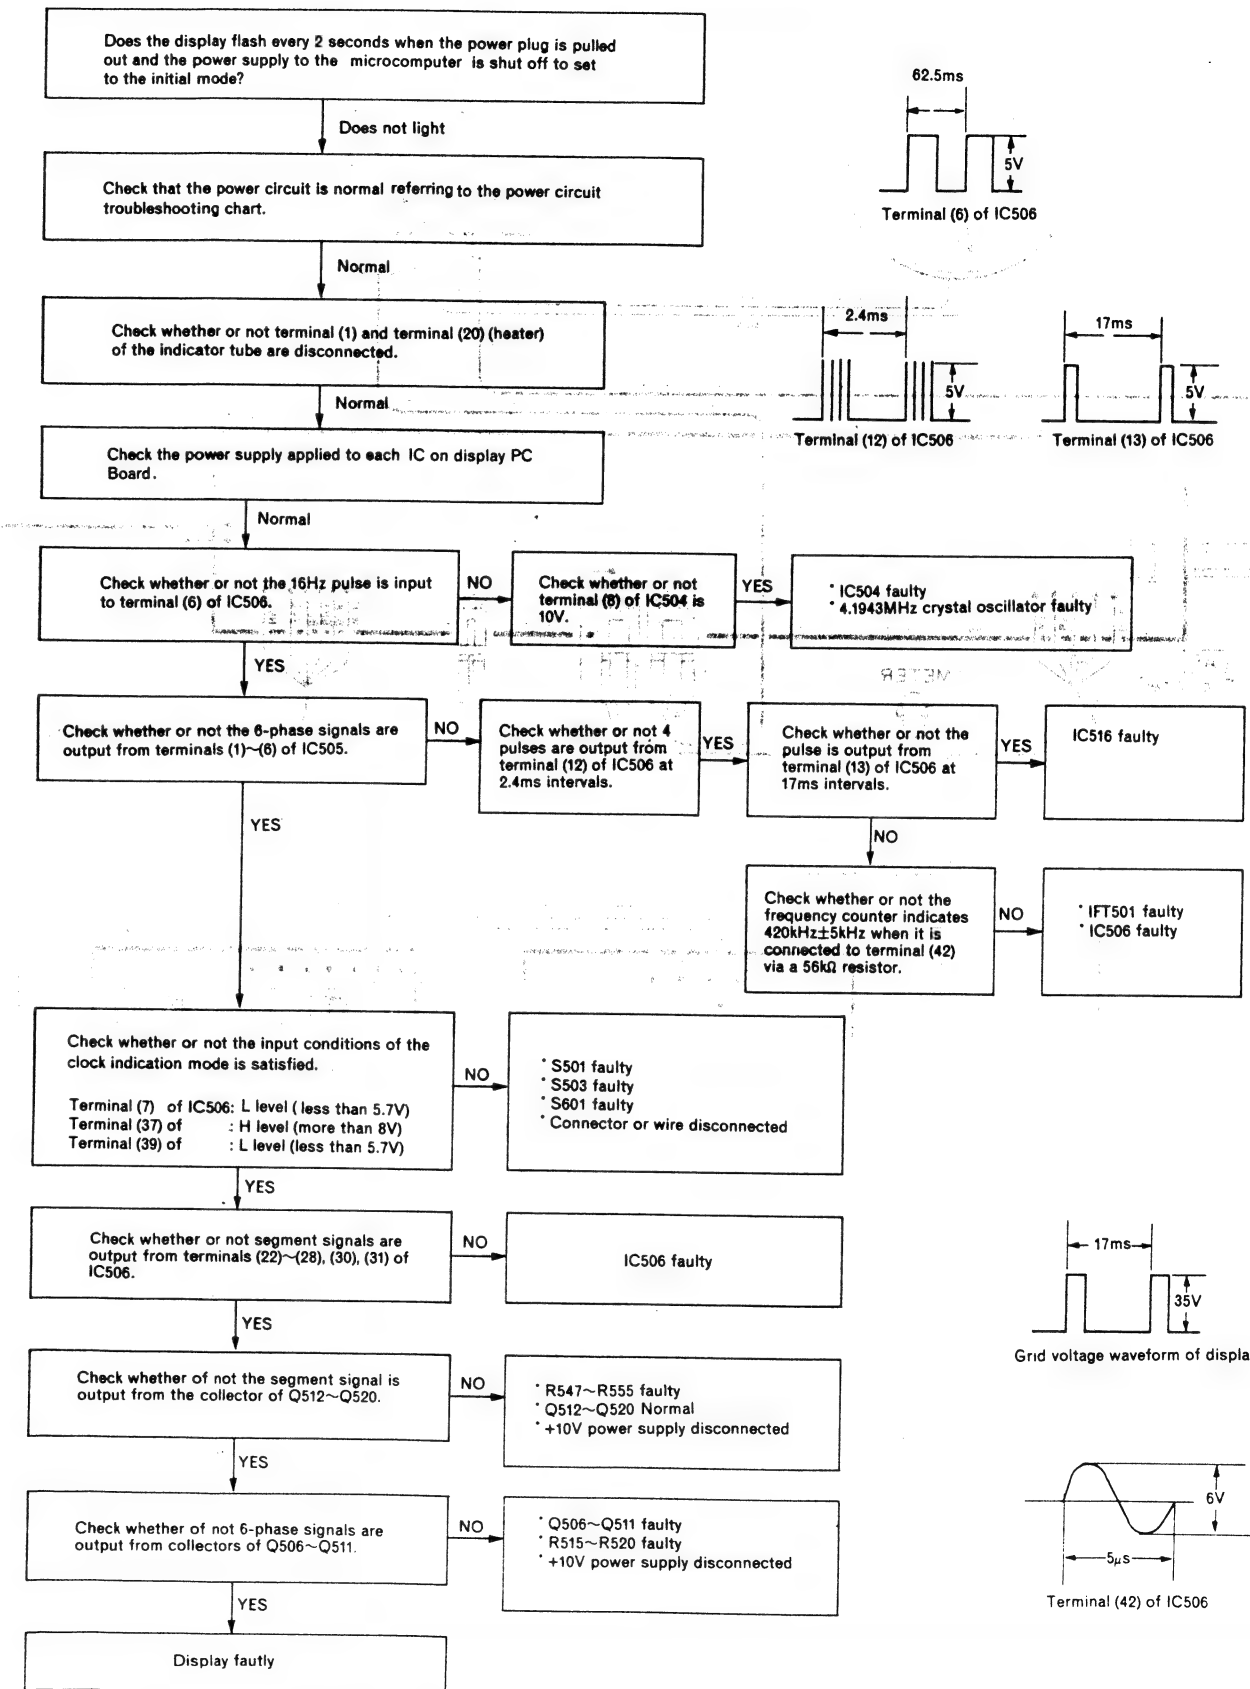 Does the display flash every 2 seconds when the power plug is pulled
out and the power supply to the microcomputer is shut off to set
to the initial mode?
Does not light
Check that the power circuit is normal referring to the power circuit
troubleshooting chart.
Normal
Check whether or not terminal (1) and terminal (20) (heater)
of the indicator tube are disconnected.
Normal
Check the power supply applied to each IC on display PC
Board.
Normal
62.5ms
5V
Terminal (6) of IC506
2.4ms
5V
Terminal (12) of IC506
17ms
5V
Terminal (13) of IC506
Check whether or not the 16Hz pulse is input
to terminal (6) of IC506.
NO
Check whether or not
terminal (8) of IC504 is
10V.
YES
* IC504 faulty
* 4.1943MHz crystal oscillator faulty
YES
METER
Check whether or not the 6-phase signals are
output from terminals (1)~(6) of IC505.
NO
Check whether or not 4
pulses are output from
terminal (12) of IC506 at
2.4ms intervals.
YES
Check whether or not the
pulse is output from
terminal (13) of IC506 at
17ms intervals.
YES
IC516 faulty
NO
Check whether or not the
frequency counter indicates
420kHz±5kHz when it is
connected to terminal (42)
via a 56kΩ resistor.
NO
* IFT501 faulty
* IC506 faulty
YES
Check whether or not the input conditions of the
clock indication mode is satisfied.
Terminal (7) of IC506: L level (less than 5.7V)
Terminal (37) of : H level (more than 8V)
Terminal (39) of : L level (less than 5.7V)
NO
* S501 faulty
* S503 faulty
* S601 faulty
* Connector or wire disconnected
YES
Check whether or not segment signals are
output from terminals (22)~(28), (30), (31) of
IC506.
NO
IC506 faulty
YES
Check whether of not the segment signal is
output from the collector of Q512~Q520.
NO
* R547~R555 faulty
* Q512~Q520 Normal
* +10V power supply disconnected
YES
Check whether of not 6-phase signals are
output from collectors of Q506~Q511.
NO
* Q506~Q511 faulty
* R515~R520 faulty
* +10V power supply disconnected
YES
Display fautly
17ms
35V
Grid voltage waveform of displa
6V
5μs
Terminal (42) of IC506